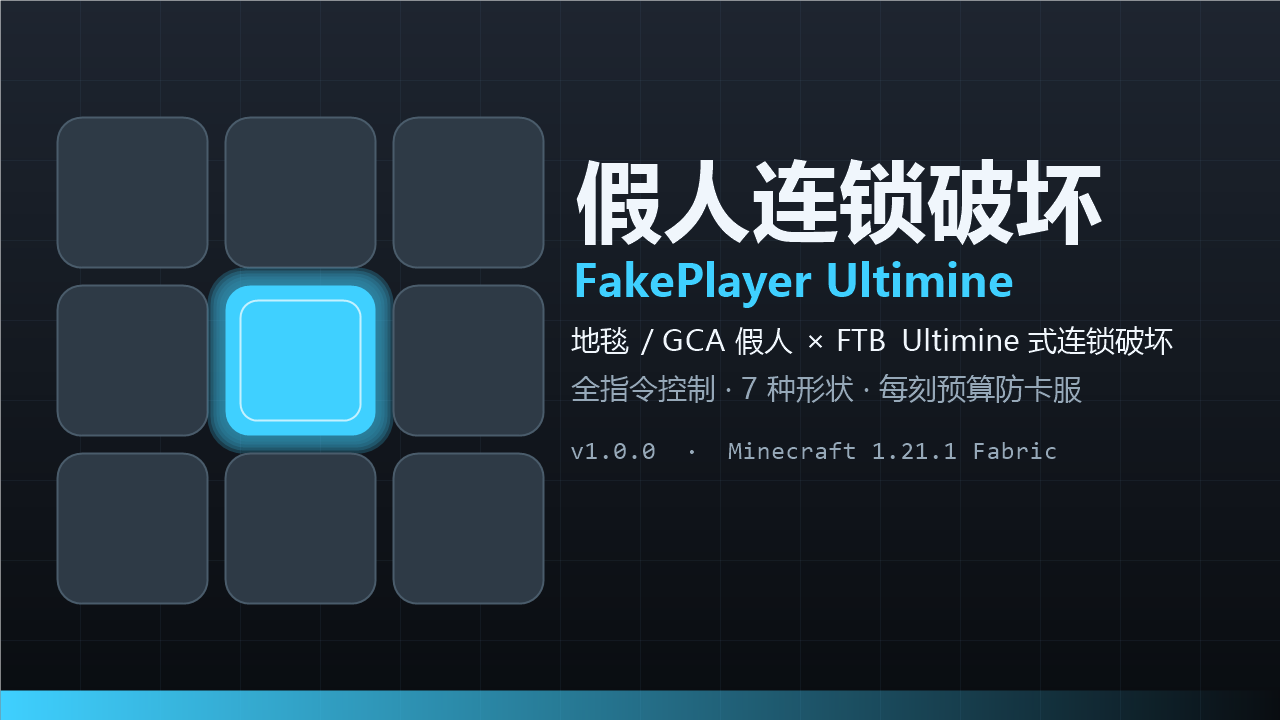 假人连锁破坏
FakePlayer Ultimine
地毯 / GCA 假人 × FTB Ultimine 式连锁破坏
全指令控制 · 7 种形状 · 每刻预算防卡服
v1.0.0 · Minecraft 1.21.1 Fabric